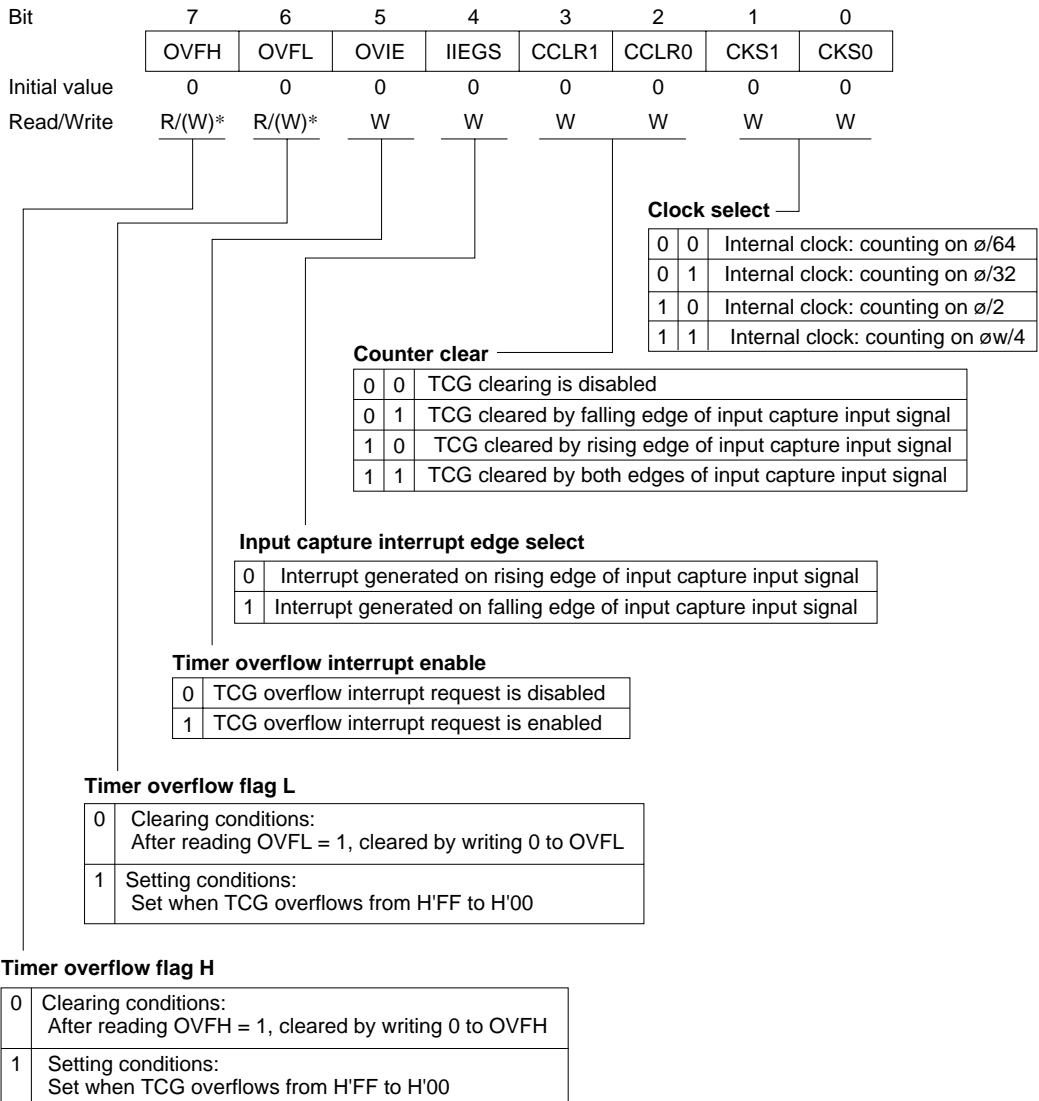 Bit 7 6 5 4 3 2 1 0
OVFH OVFL OVIE IIEGS CCLR1 CCLR0 CKS1 CKS0
Initial value 0 0 0 0 0 0 0 0
Read/Write R/(W)* R/(W)* W W W W W W
Clock select
0 0 Internal clock: counting on ø/64
0 1 Internal clock: counting on ø/32
1 0 Internal clock: counting on ø/2
1 1 Internal clock: counting on øw/4
Counter clear
0 0 TCG clearing is disabled
0 1 TCG cleared by falling edge of input capture input signal
1 0 TCG cleared by rising edge of input capture input signal
1 1 TCG cleared by both edges of input capture input signal
Input capture interrupt edge select
0 Interrupt generated on rising edge of input capture input signal
1 Interrupt generated on falling edge of input capture input signal
Timer overflow interrupt enable
0 TCG overflow interrupt request is disabled
1 TCG overflow interrupt request is enabled
Timer overflow flag L
0 Clearing conditions:
After reading OVFL = 1, cleared by writing 0 to OVFL
1 Setting conditions:
Set when TCG overflows from H'FF to H'00
Timer overflow flag H
0 Clearing conditions:
After reading OVFH = 1, cleared by writing 0 to OVFH
1 Setting conditions:
Set when TCG overflows from H'FF to H'00